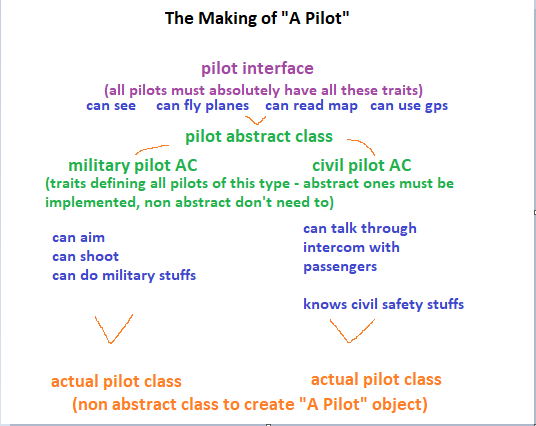 The Making of "A Pilot"
pilot interface
(all pilots must absolutely have all these traits)
can see can fly planes can read map can use gps
pilot abstract class
military pilot AC civil pilot AC
(traits defining all pilots of this type - abstract ones must be
implemented, non abstract don't need to)
can aim
can shoot
can do military stuffs
can talk through
intercom with
passengers
knows civil safety stuffs
actual pilot class actual pilot class
(non abstract class to create "A Pilot" object)